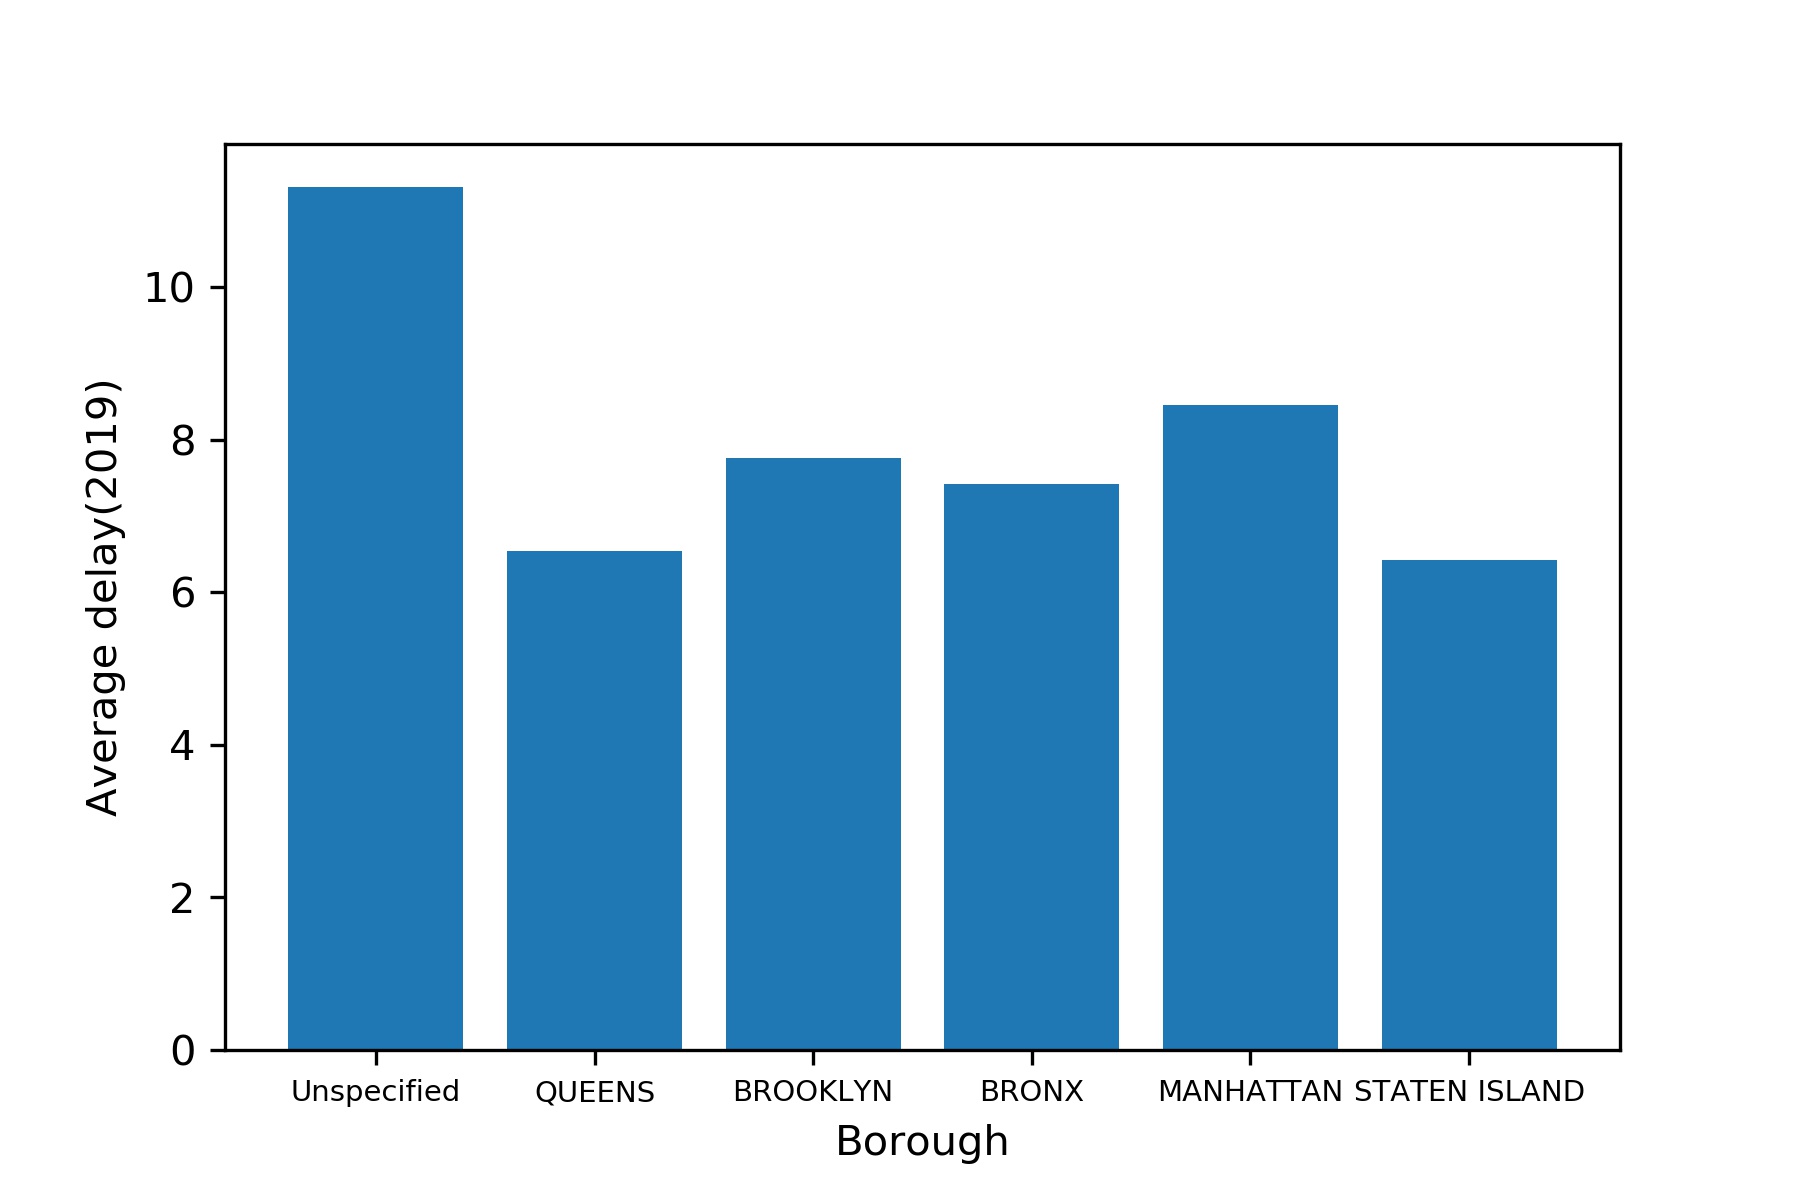 Average delay(2019)
10
8
6
4
2
0
Unspecified QUEENS BROOKLYN BRONX MANHATTAN STATEN ISLAND
Borough